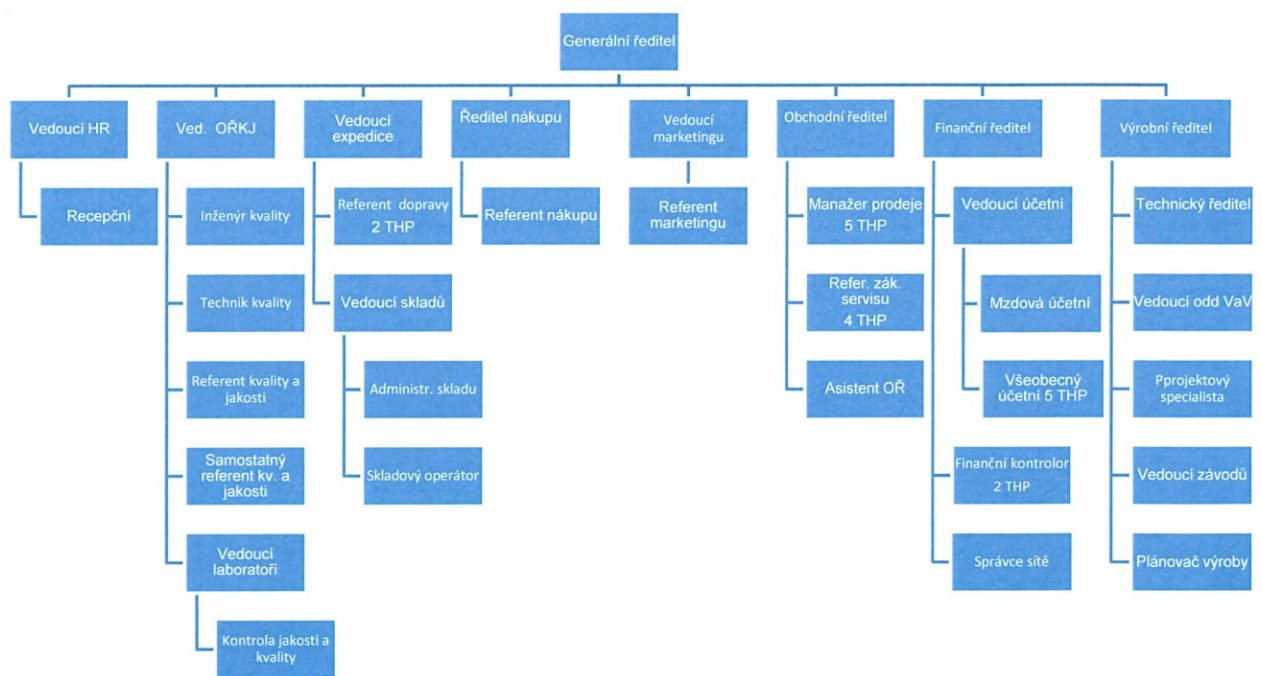 Generální ředitel
Vedoucí HR
Ved. OŘKJ
Vedoucí
expedice
Ředitel nákupu
Vedoucí
marketingu
Obchodní ředitel
Finanční ředitel
Výrobní ředitel
Recepční
Inženýr kvality
Technik kvality
Referent kvality a
jakosti
Samostatný
referent kv. a
jakosti
Vedoucí
laboratoří
Kontrola jakosti a
kvality
Referent dopravy
2 THP
Vedoucí skladů
Administr. skladu
Skladový operátor
Referent nákupu
Referent
marketingu
Manažer prodeje
5 THP
Refer. zák.
servisu
4 THP
Asistent OŘ
Vedoucí účetní
Mzdová účetní
Všeobecný
účetní 5 THP
Finanční kontrolor
2 THP
Správce sítě
Technický ředitel
Vedoucí odd VaV
Pprojektový
specialista
Vedoucí závodů
Plánovač výroby